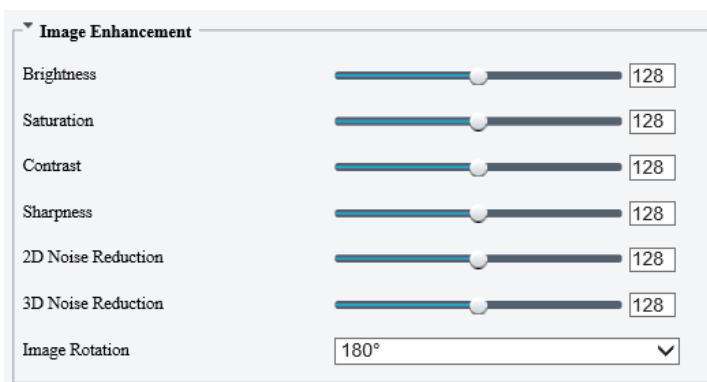 Image Enhancement
Brightness 128
Saturation 128
Contrast 128
Sharpness 128
2D Noise Reduction 128
3D Noise Reduction 128
Image Rotation 180°